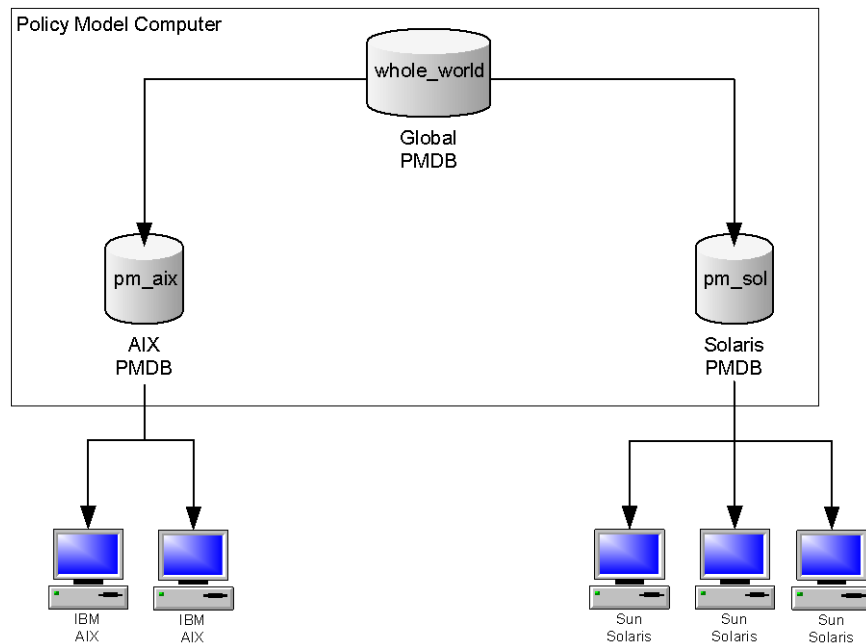 Policy Model Computer
whole_world
Global
PMDB
pm_aix
pm_sol
AIX
PMDB
Solaris
PMDB
IBM
AIX
IBM
AIX
Sun
Solaris
Sun
Solaris
Sun
Solaris